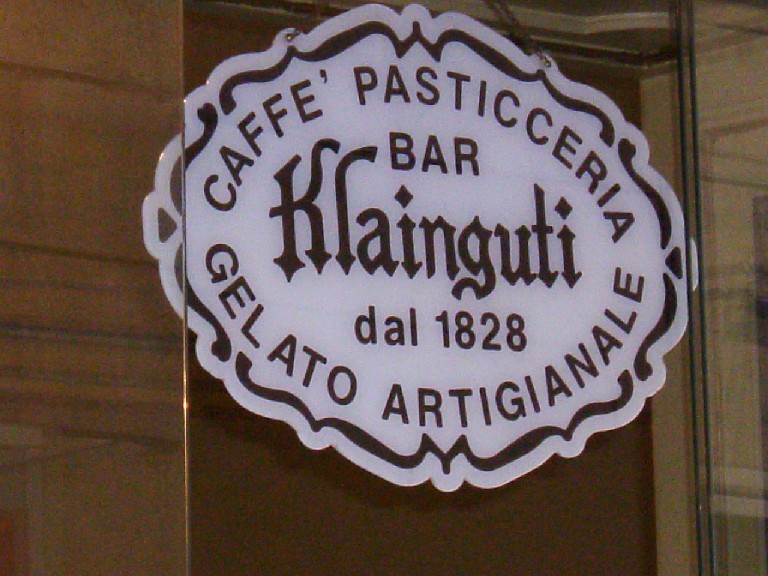 CAFFE' PASTICCERIA
BAR
Klainguti
dal 1828
GELATO ARTIGIANALE